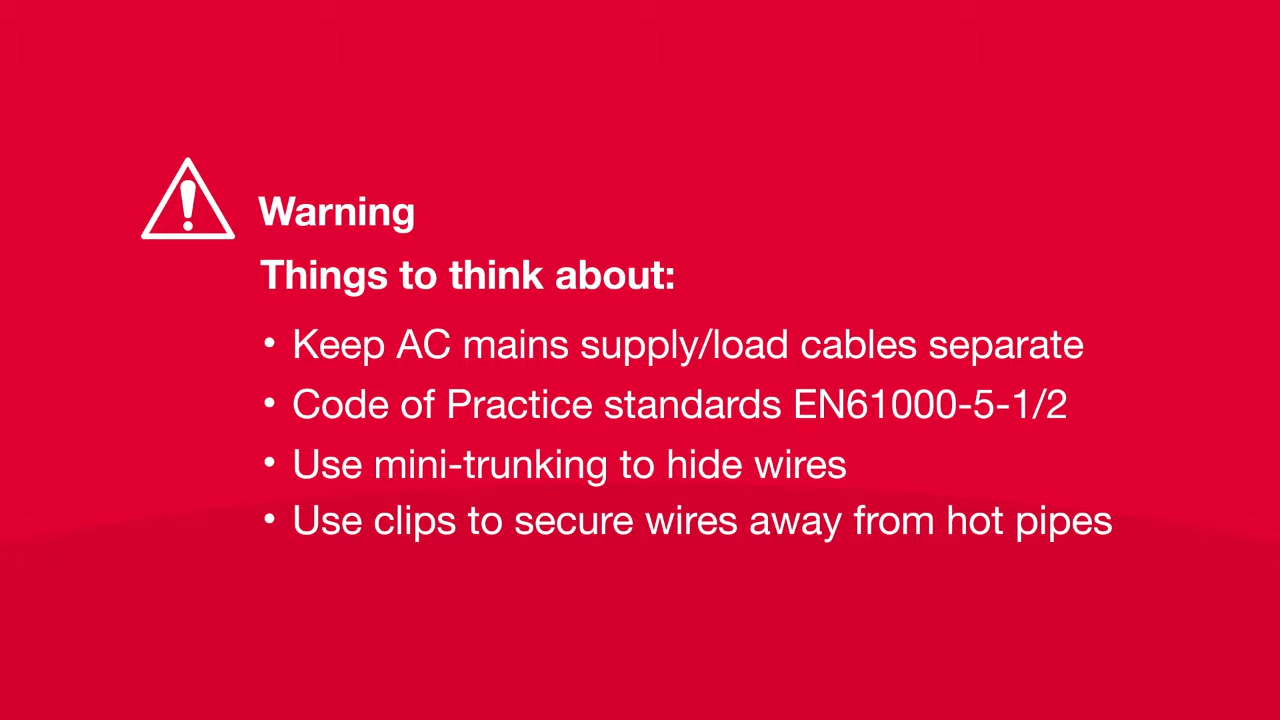 Warning
Things to think about:
• Keep AC mains supply/load cables separate
• Code of Practice standards EN61000-5-1/2
• Use mini-trunking to hide wires
• Use clips to secure wires away from hot pipes